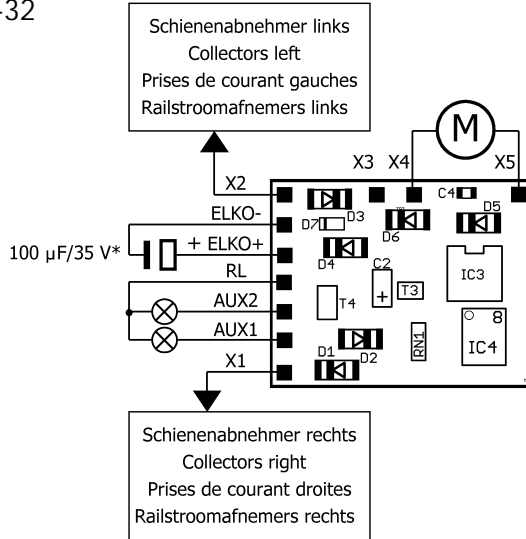 -32
Schienenabnehmer links
Collectors left
Prises de courant gauches
Railstroomafnemers links
M
X3 X4 X5
X2
C4
D3
D5
ELKO-
D7
D6
100 µF/35 V*
+ ELKO+
D4
C2
IC3
RL
+
T3
AUX2
T4
8
AUX1
RN1
IC4
D2
X1
D1
Schienenabnehmer rechts
Collectors right
Prises de courant droites
Railstroomafnemers rechts